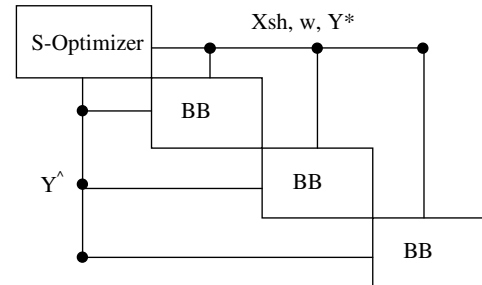 Xsh, w, Y*
S-Optimizer
BB
Y^
BB
BB